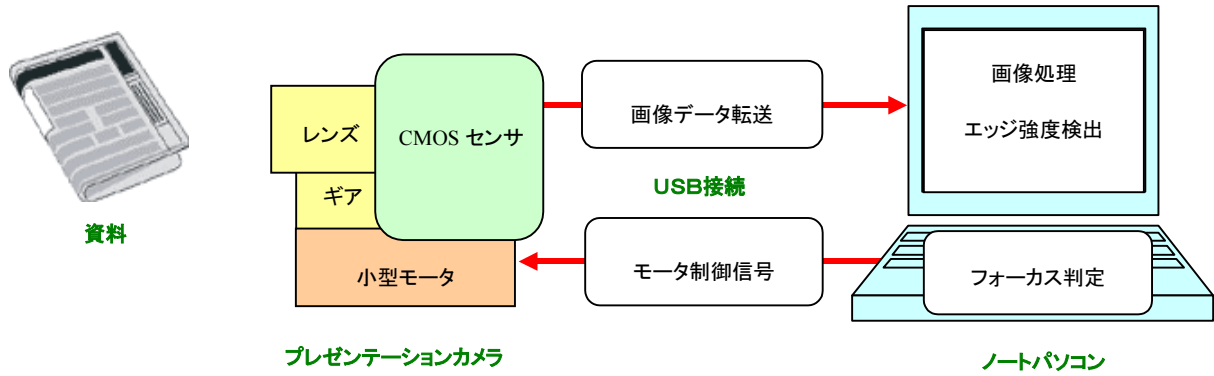 資料
レンズ
ギア
CMOS センサ
小型モータ
プレゼンテーションカメラ
画像データ転送
USB接続
モータ制御信号
画像処理
エッジ強度検出
フォーカス判定
ノートパソコン